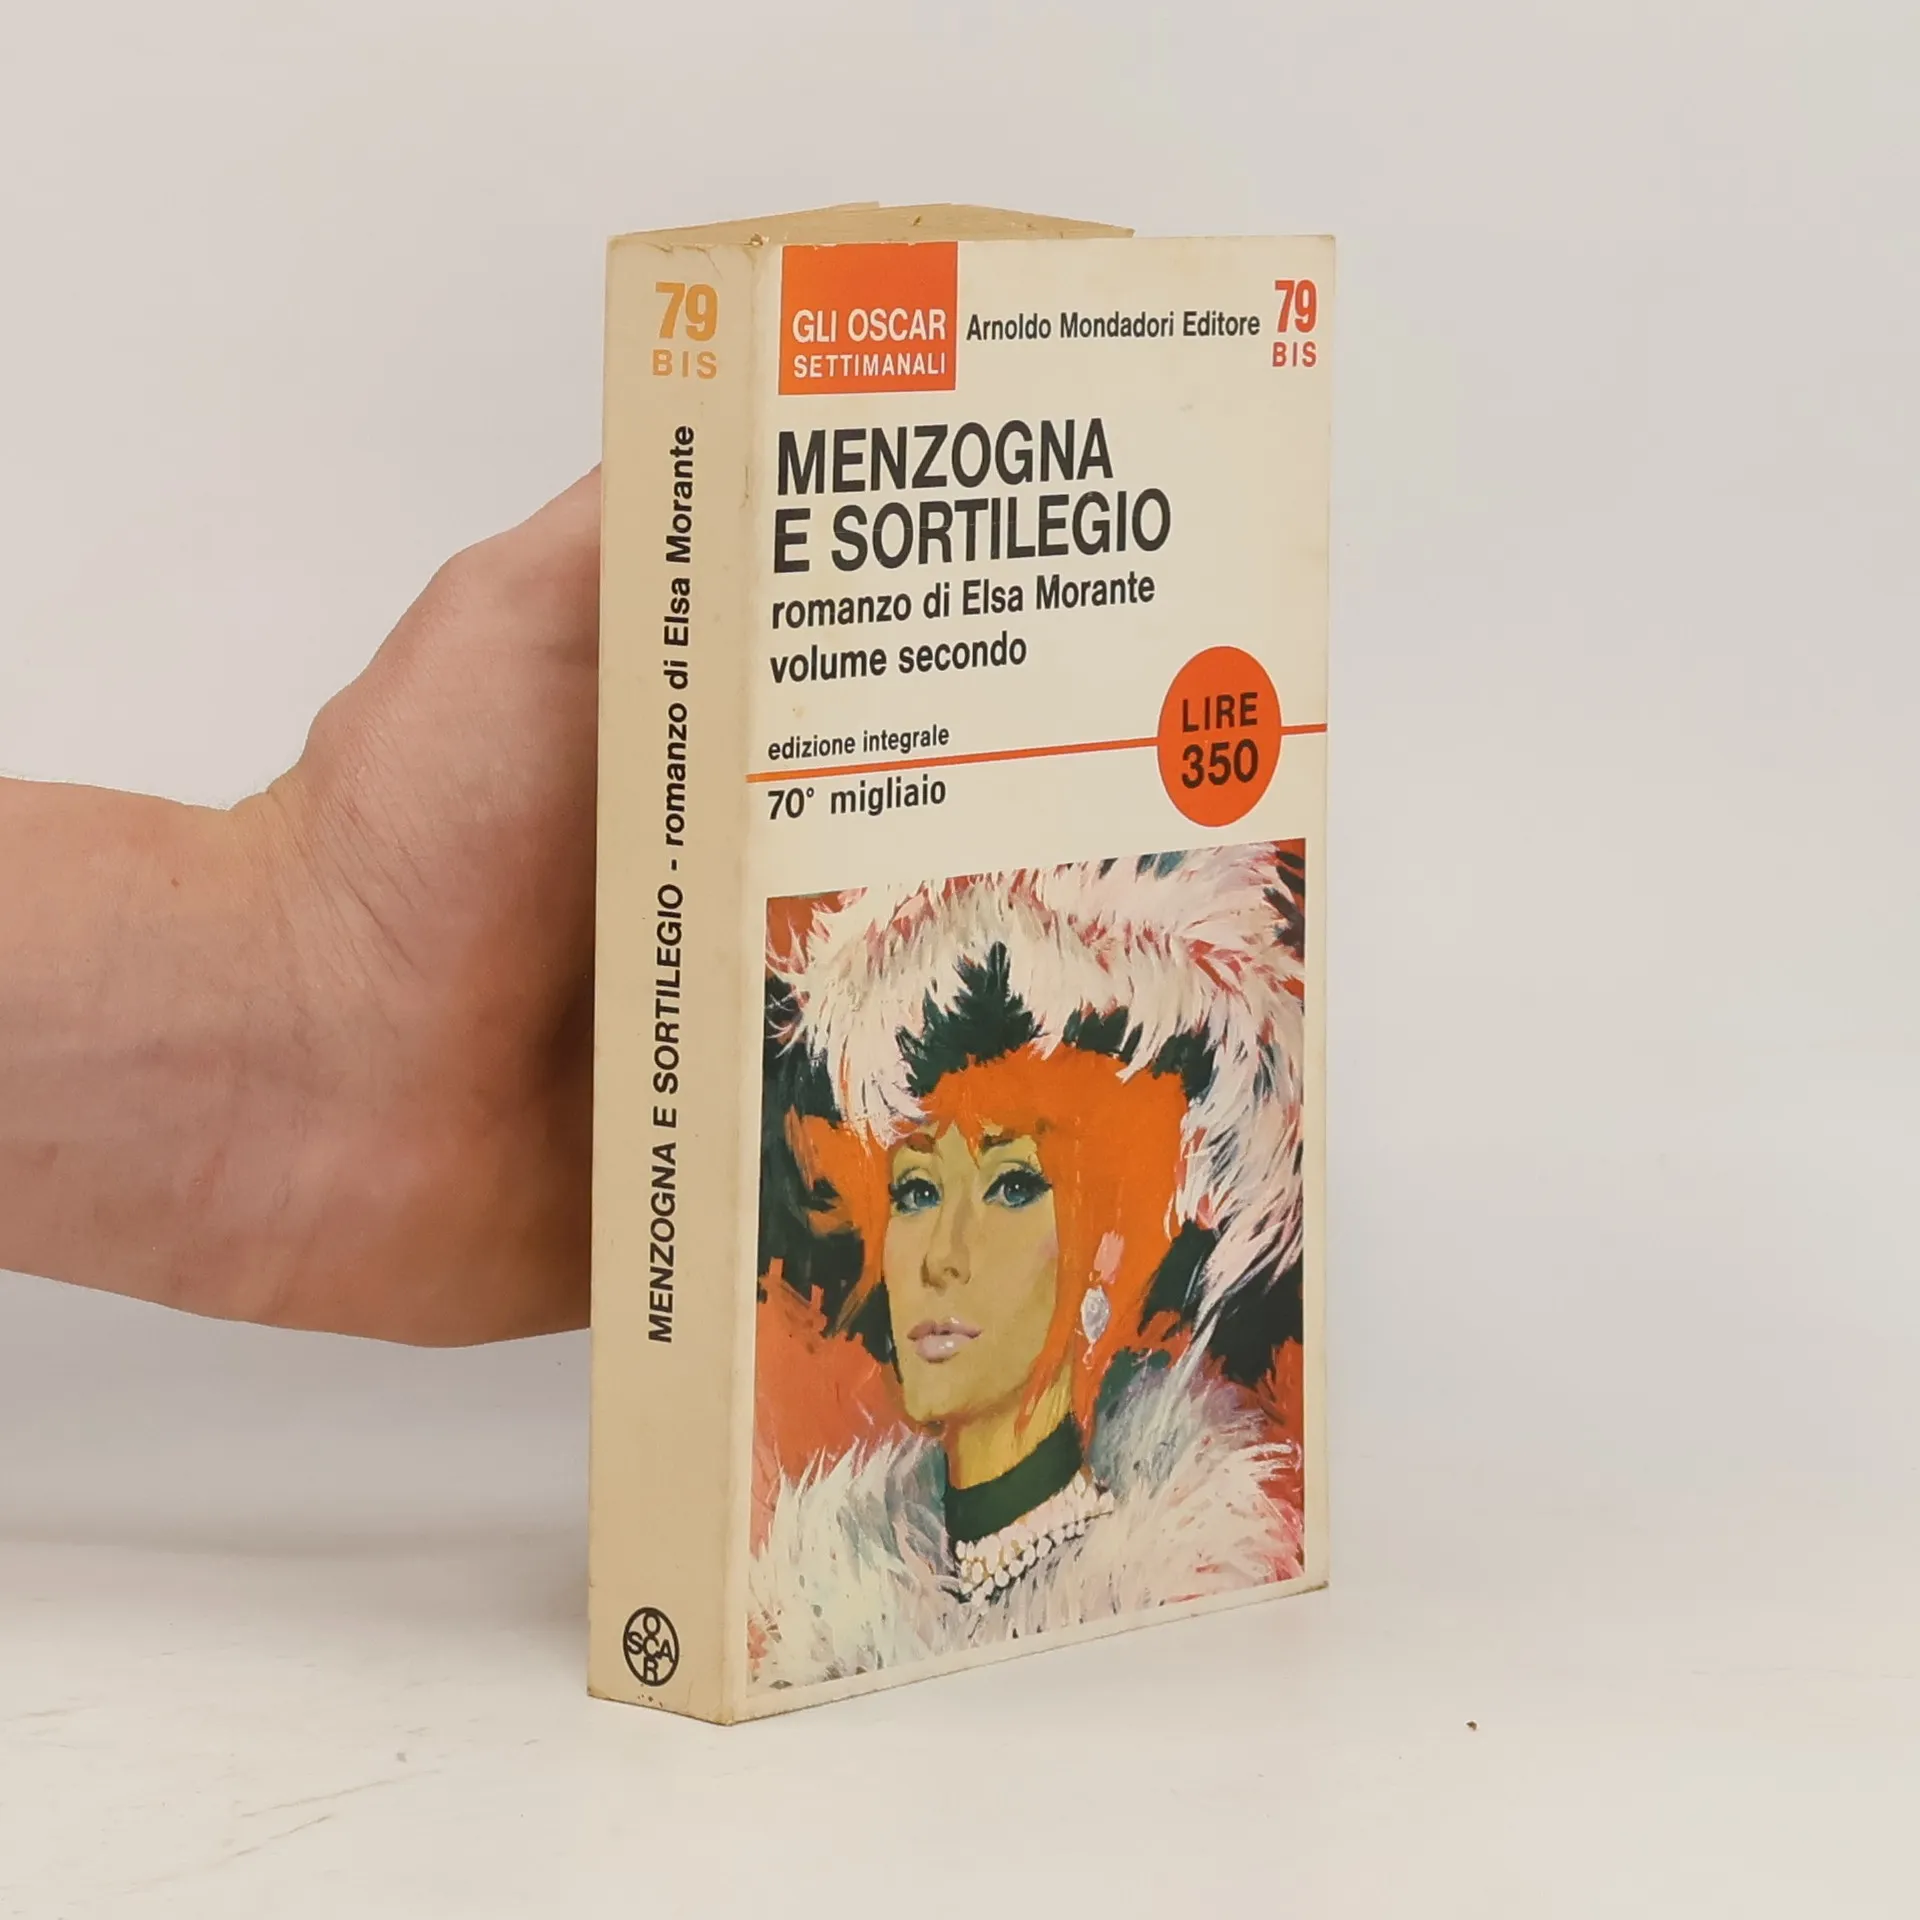 79
BIS
MENZOGNA E SORTILEGIO - romanzo di Elsa Morante
OSCAR
GLI OSCAR
SETTIMANALI
Arnoldo Mondadori Editore
79
BIS
MENZOGNA
E SORTILEGIO
romanzo di Elsa Morante
volume secondo
edizione integrale
LIRE
350
70° migliaio